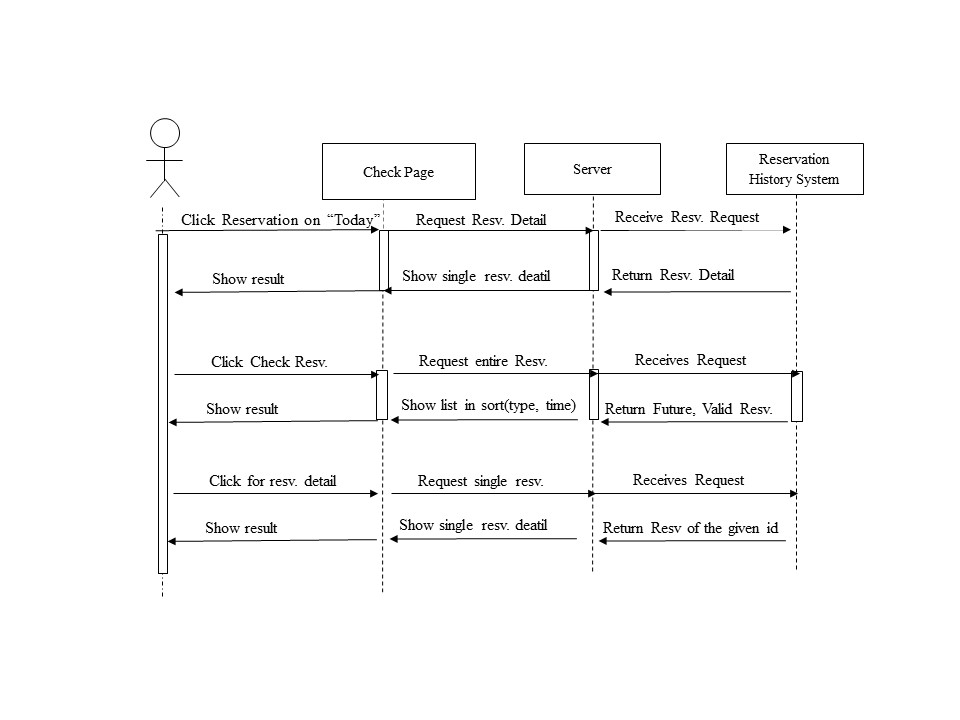 Check Page
Server
Reservation
History System
Click Reservation on “Today”
Request Resv. Detail
Receive Resv. Request
Show result
Show single resv. deatil
Return Resv. Detail
Click Check Resv.
Request entire Resv.
Receives Request
Show result
Show list in sort(type, time)
Return Future, Valid Resv.
Click for resv. detail
Request single resv.
Receives Request
Show result
Show single resv. deatil
Return Resv of the given id